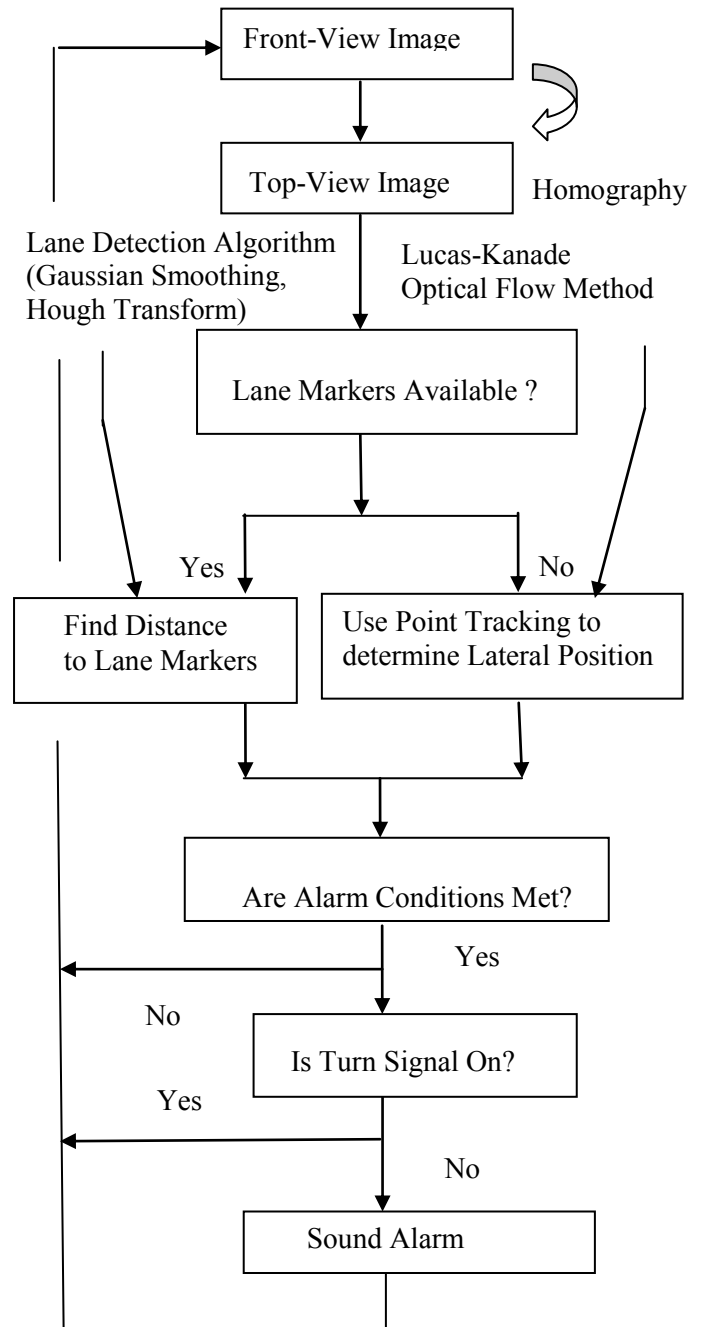 Front-View Image
Top-View Image
Homography
Lane Detection Algorithm
(Gaussian Smoothing,
Hough Transform)
Lucas-Kanade
Optical Flow Method
Lane Markers Available ?
Yes
No
Find Distance
to Lane Markers
Use Point Tracking to
determine Lateral Position
Are Alarm Conditions Met?
Yes
No
Is Turn Signal On?
Yes
No
Sound Alarm